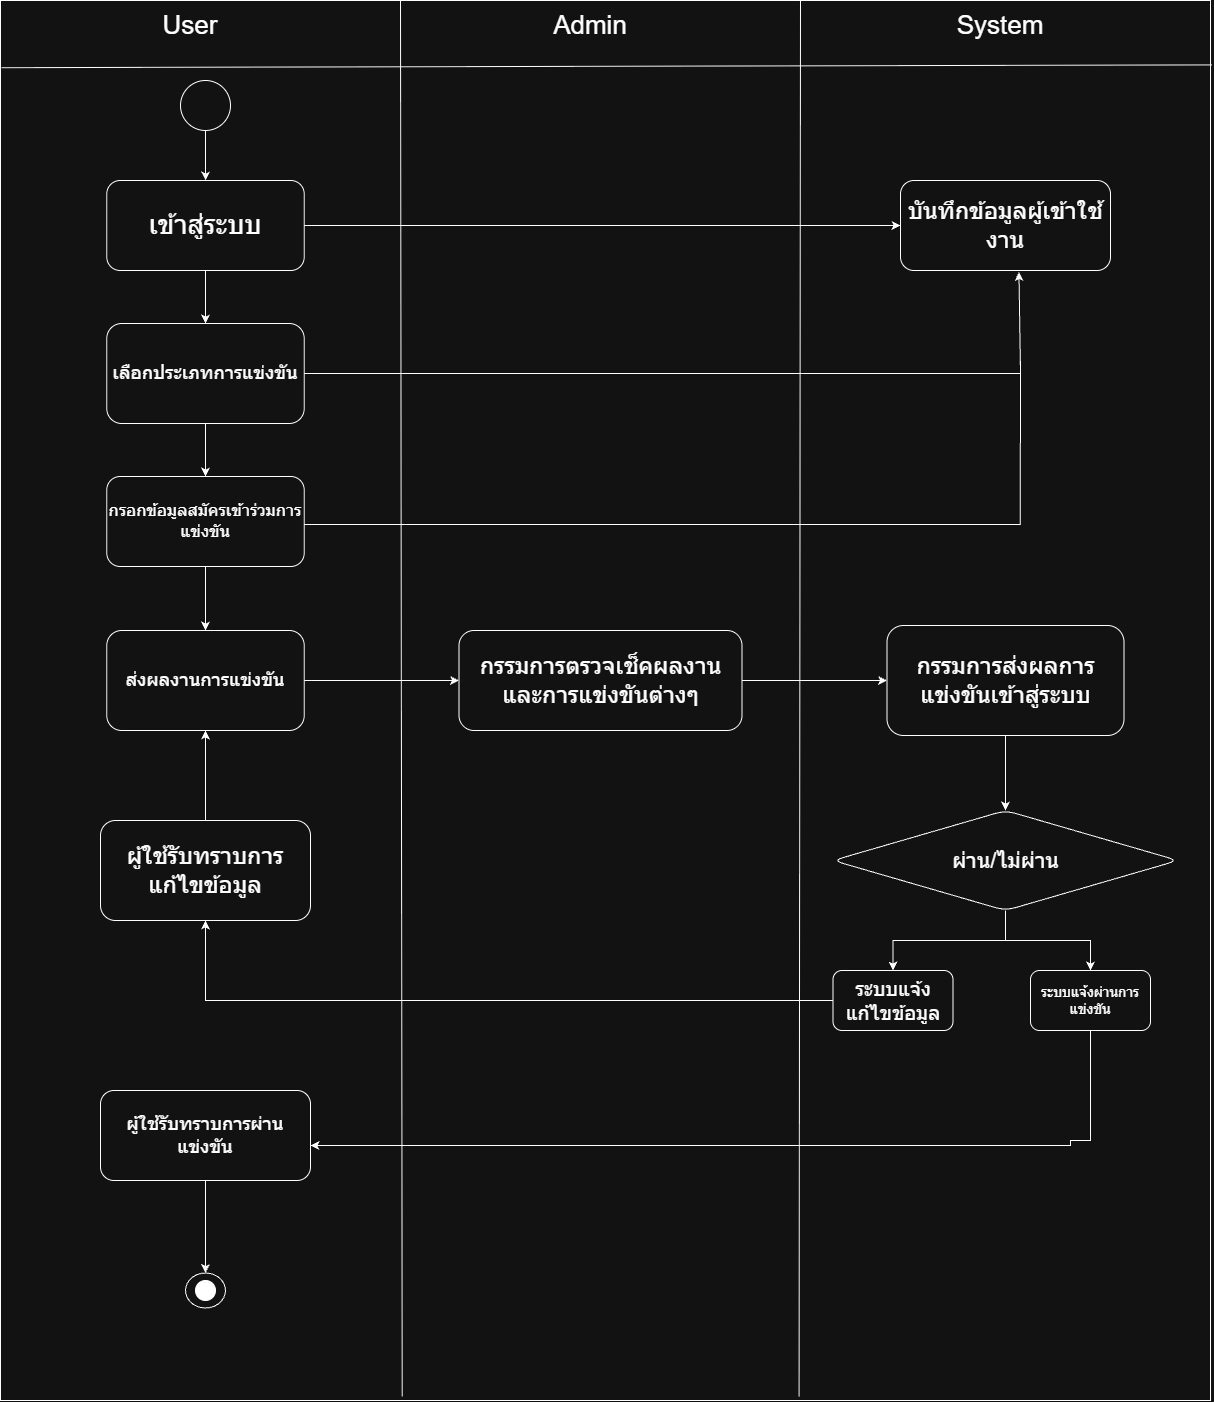 User
Admin
System
เข้าสู่ระบบ
บันทึกข้อมูลผู้เข้าใช้
งาน
เลือกประเภทการแข่งขัน
กรอกข้อมูลสมัครเข้าร่วมการ
แข่งขัน
ส่งผลงานการแข่งขัน
กรรมการตรวจเช็คผลงาน
และการแข่งขันต่างๆ
กรรมการส่งผลการ
แข่งขันเข้าสู่ระบบ
ผู้ใช้รับทราบการ
แก้ไขข้อมูล
ผ่าน/ไม่ผ่าน
ระบบแจ้ง
แก้ไขข้อมูล
ระบบแจ้งผ่านการ
แข่งขัน
ผู้ใช้รับทราบการผ่าน
แข่งขัน